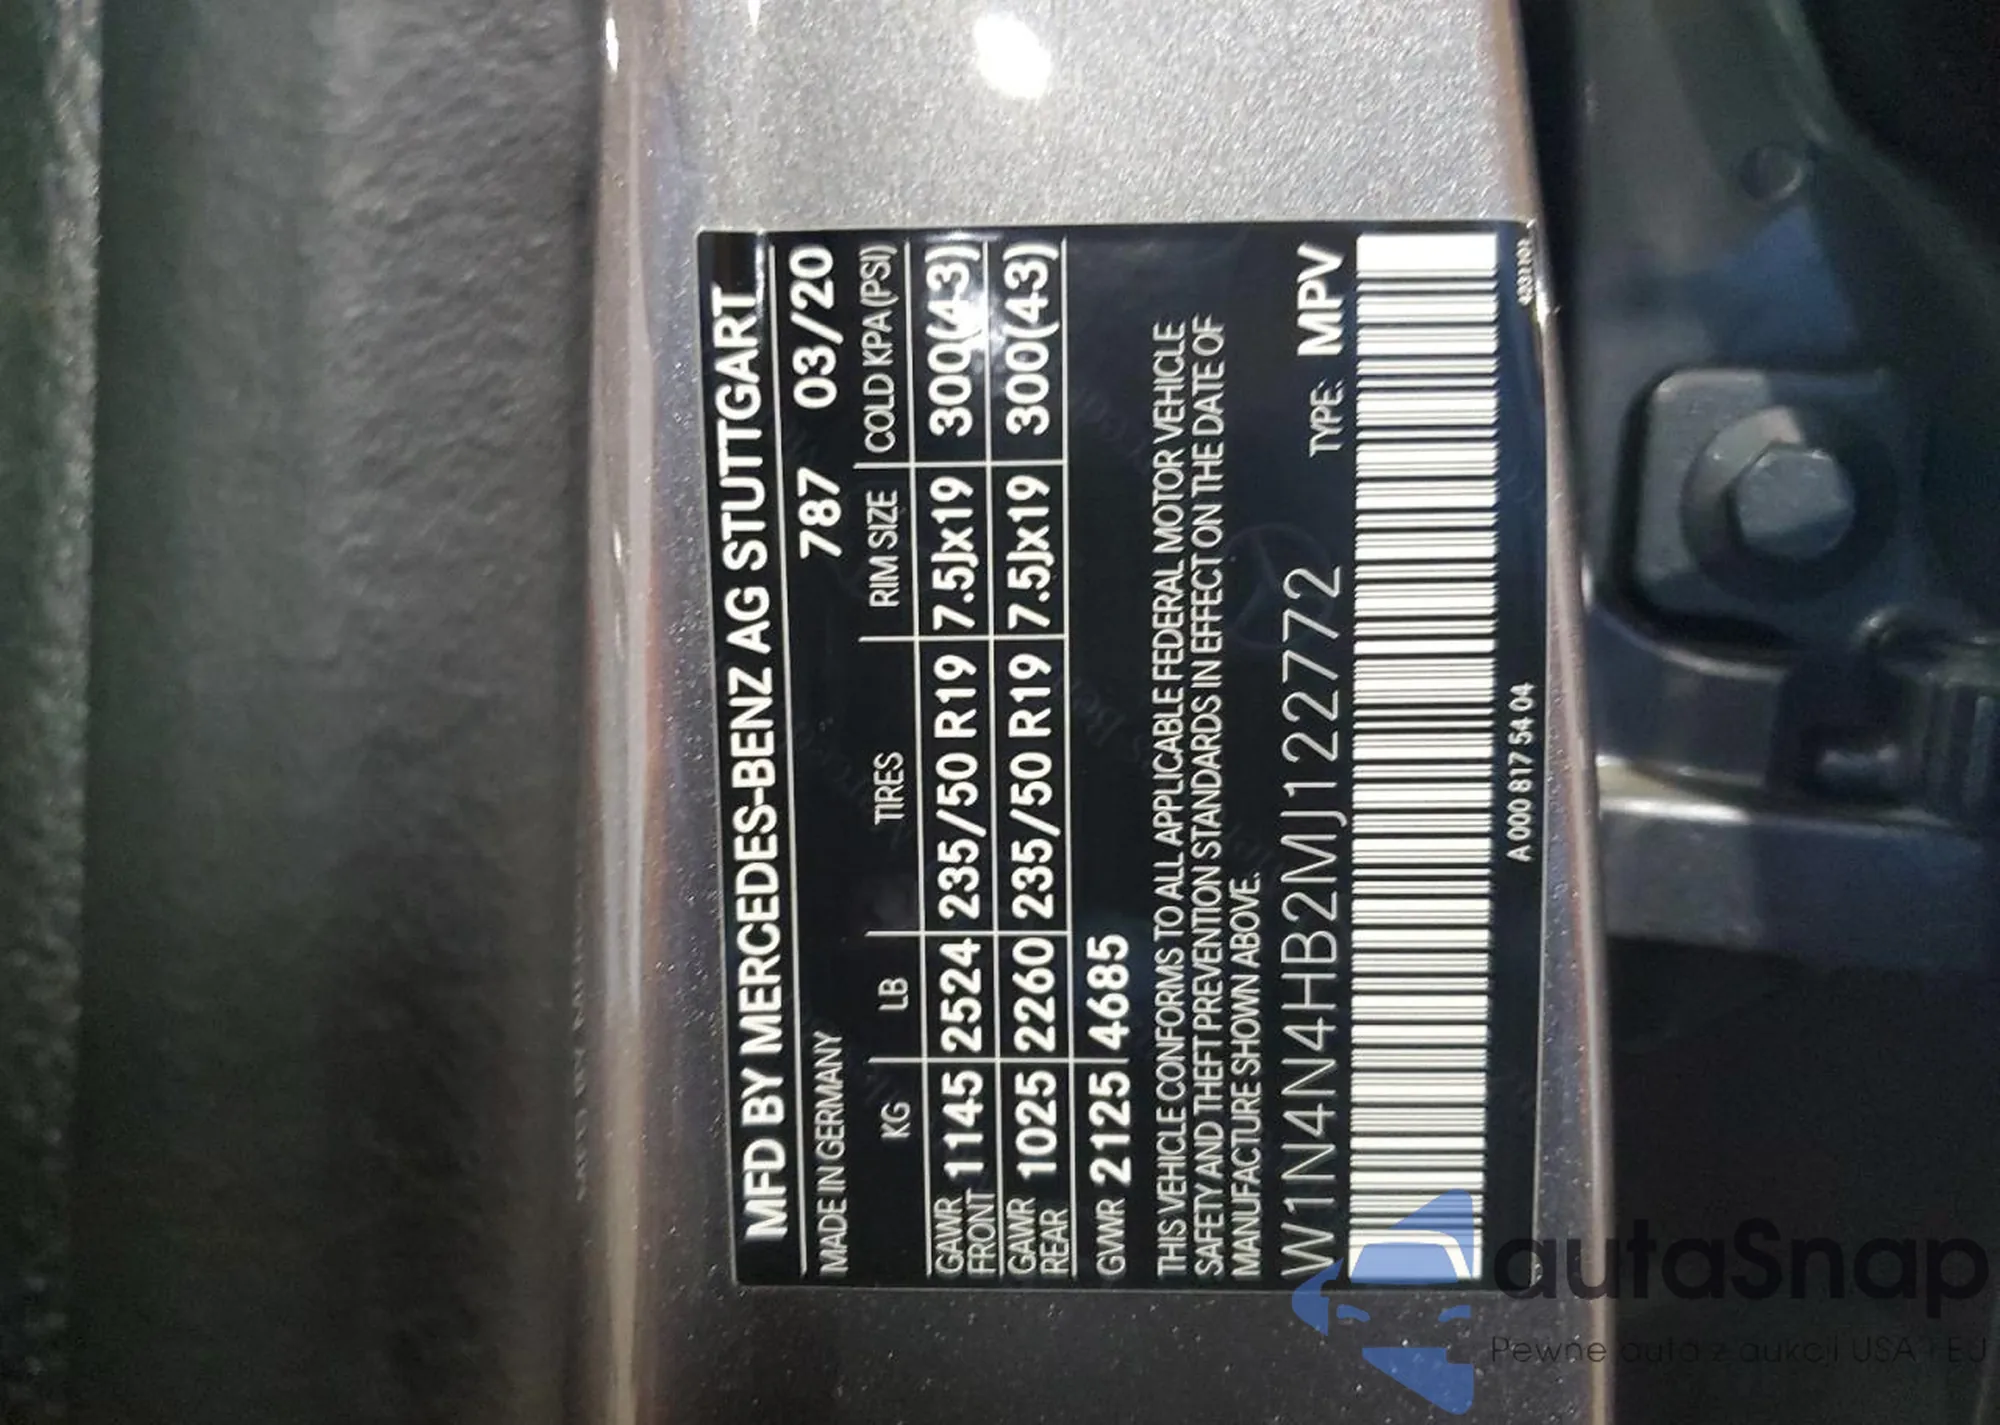 MFD BY MERCEDES-BENZ AG STUTTGART
MADE IN GERMANY 787 03/20
KG LB TIRES RIM SIZE COLD KPA (PSI)
GAWR FRONT 1145 2524 235/50 R19 7.5Jx19 300(43)
GAWR REAR 1025 2260 235/50 R19 7.5Jx19 300(43)
GWWR 2125 4685
THIS VEHICLE CONFORMS TO ALL APPLICABLE FEDERAL MOTOR VEHICLE
SAFETY AND THEFT PREVENTION STANDARDS IN EFFECT ON THE DATE OF
MANUFACTURE SHOWN ABOVE.
W1N4N4HB2MJ122772 TYPE: MPV
A 000 817 54 04
autaSnap
Pewne auta z aukcji USA i EU